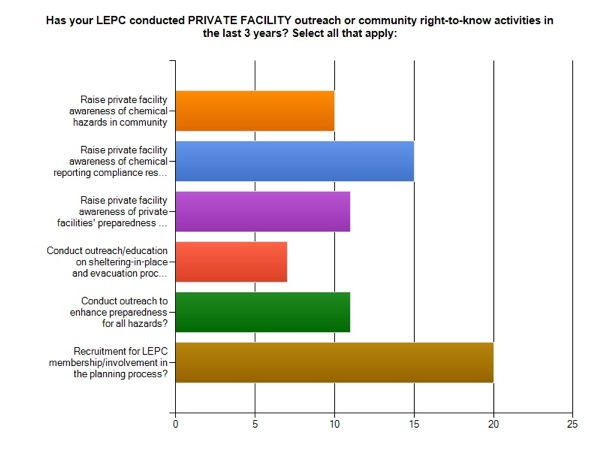 Has your LEPC conducted PRIVATE FACILITY outreach or community right-to-know activities in
the last 3 years? Select all that apply:
Raise private facility
awareness of chemical
hazards in community
Raise private facility
awareness of chemical
reporting compliance res...
Raise private facility
awareness of private
facilities' preparedness ...
Conduct outreach/education
on sheltering-in-place
and evacuation proc...
Conduct outreach to
enhance preparedness
for all hazards?
Recruitment for LEPC
membership/involvement in
the planning process?
0 5 10 15 20 25